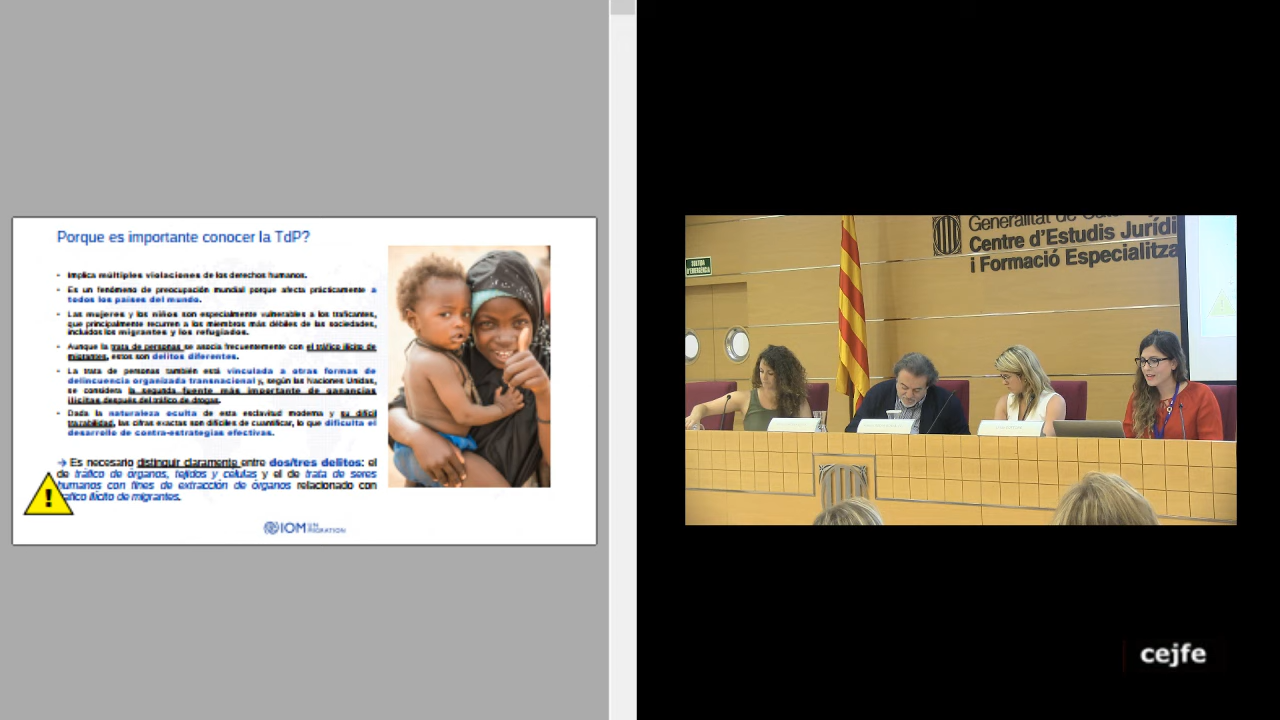 Porque es importante conocer la TdP?
• Implica múltiples violaciones de los derechos humanos.
• Es un fenómeno de preocupación mundial porque afecta prácticamente a
todos los países del mundo.
• Las mujeres y los niños son especialmente vulnerables a los traficantes,
que principalmente recurren a los miembros más débiles de las sociedades,
incluidos los migrantes y los refugiados.
• Aunque la trata de personas se asocia frecuentemente con el tráfico ilícito de
migrantes, estos son delitos diferentes.
• La trata de personas también está vinculada a otras formas de
delincuencia organizada transnacional y, según las Naciones Unidas,
se considera la segunda fuente más importante de ganancias
ilícitas después del tráfico de drogas.
• Dada la naturaleza oculta de esta esclavitud moderna y su difícil
trazabilidad, las cifras exactas son difíciles de cuantificar, lo que dificulta el
desarrollo de contra-estrategias efectivas.
→ Es necesario distinguir claramente entre dos/tres delitos: el
de tráfico de órganos, tejidos y células y el de trata de seres
humanos con fines de extracción de órganos relacionado con
tráfico ilícito de migrantes.
IOM UN
MIGRATION
Generalitat de
Centre d'Estudis Jurídi
i Formació Especialitza
SORTIDA
D'EMERGÈNCIA
cejfe